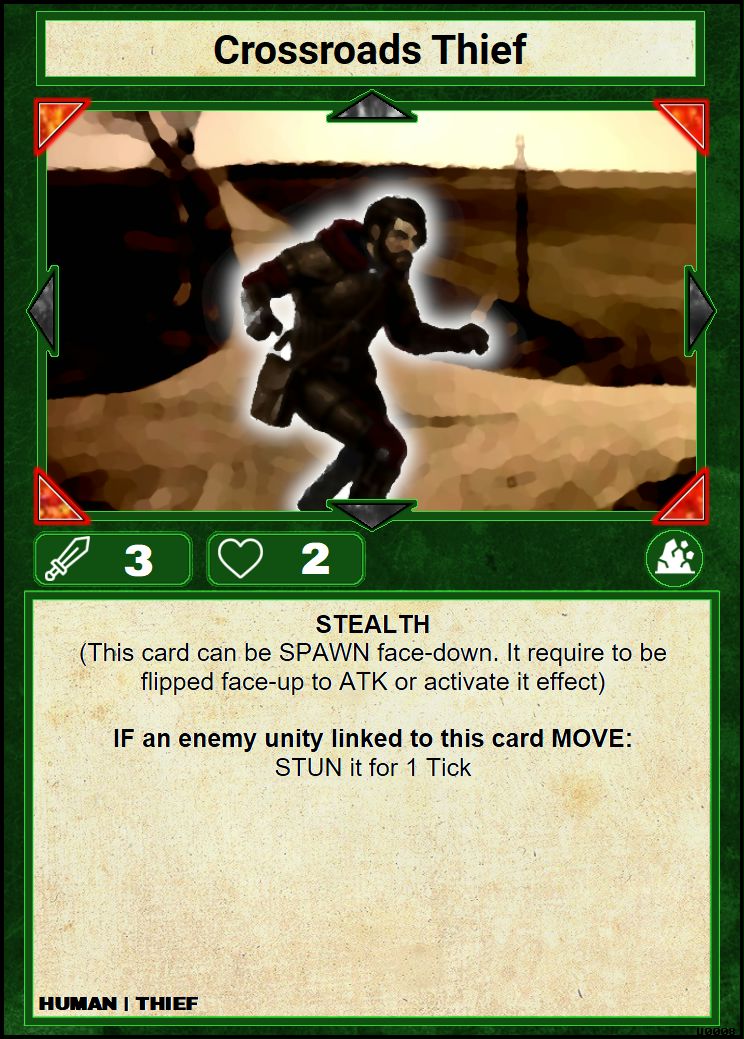 Crossroads Thief
3 2
STEALTH
(This card can be SPAWN face-down. It require to be
flipped face-up to ATK or activate it effect)
IF an enemy unity linked to this card MOVE:
STUN it for 1 Tick
HUMAN | THIEF
U0008